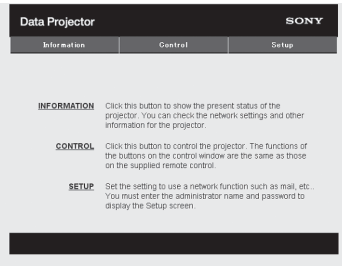 Data Projector SONY
Information Control Setup
INFORMATION Click this button to show the present status of the
projector. You can check the network settings and other
information for the projector.
CONTROL Click this button to control the projector. The functions of
the buttons on the control window are the same as those
on the supplied remote control.
SETUP Set the setting to use a network function such as mail, etc..
You must enter the administrator name and password to
display the Setup screen.